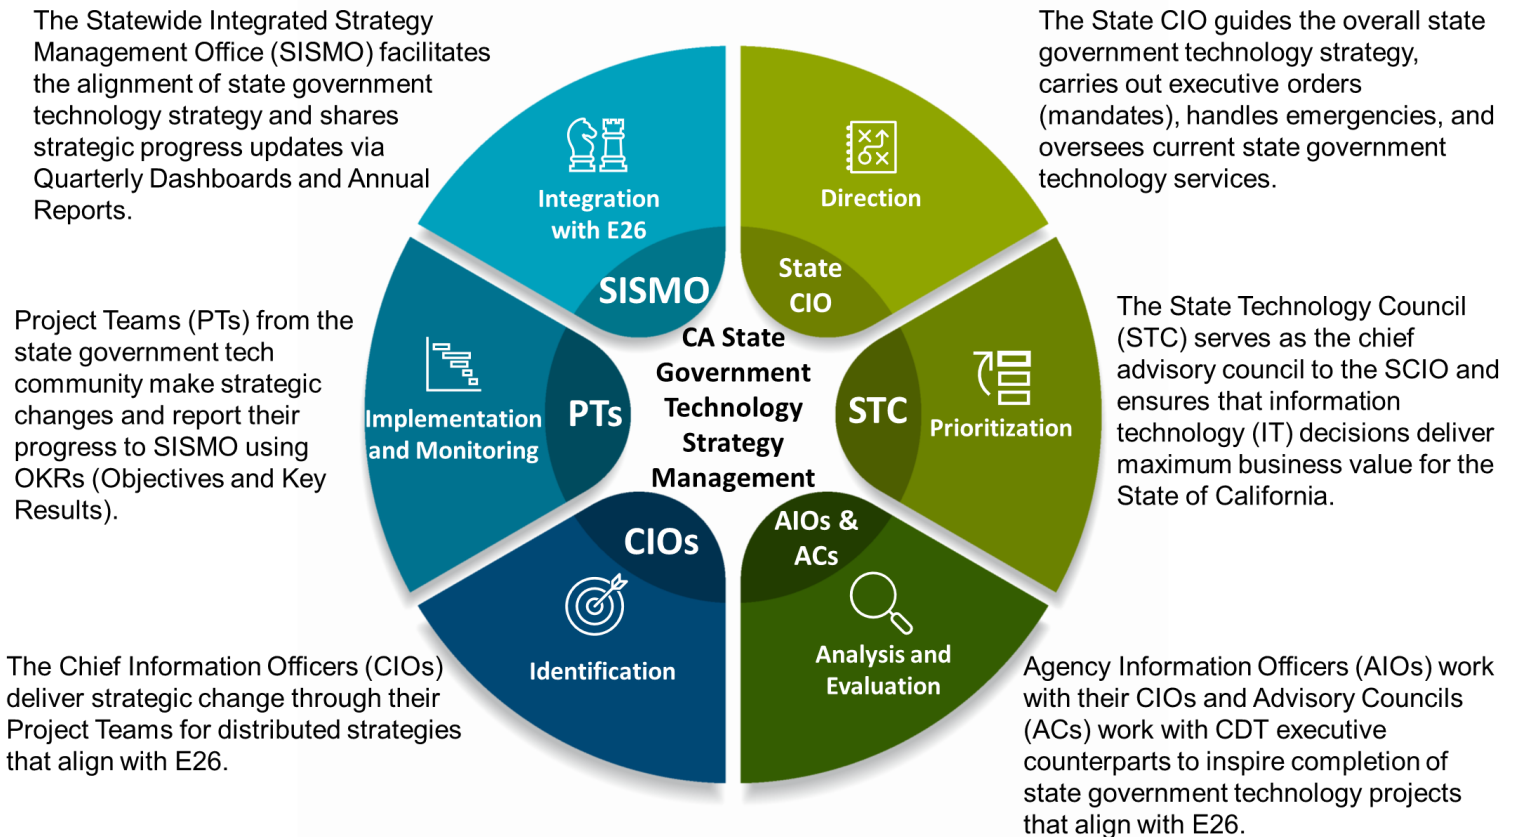 The Statewide Integrated Strategy
Management Office (SISMO) facilitates
the alignment of state government
technology strategy and shares
strategic progress updates via
Quarterly Dashboards and Annual
Reports.
The State CIO guides the overall state
government technology strategy,
carries out executive orders
(mandates), handles emergencies, and
oversees current state government
technology services.
Integration
with E26
SISMO
Direction
State
CIO
Project Teams (PTs) from the
state government tech
community make strategic
changes and report their
progress to SISMO using
OKRs (Objectives and Key
Results).
Implementation
and Monitoring
PTs
CA State
Government
Technology
Strategy
Management
STC
Prioritization
The State Technology Council
(STC) serves as the chief
advisory council to the SCIO and
ensures that information
technology (IT) decisions deliver
maximum business value for the
State of California.
CIOs
Identification
AIOs &
ACs
Analysis and
Evaluation
The Chief Information Officers (CIOs)
deliver strategic change through their
Project Teams for distributed strategies
that align with E26.
Agency Information Officers (AIOs) work
with their CIOs and Advisory Councils
(ACs) work with CDT executive
counterparts to inspire completion of
state government technology projects
that align with E26.